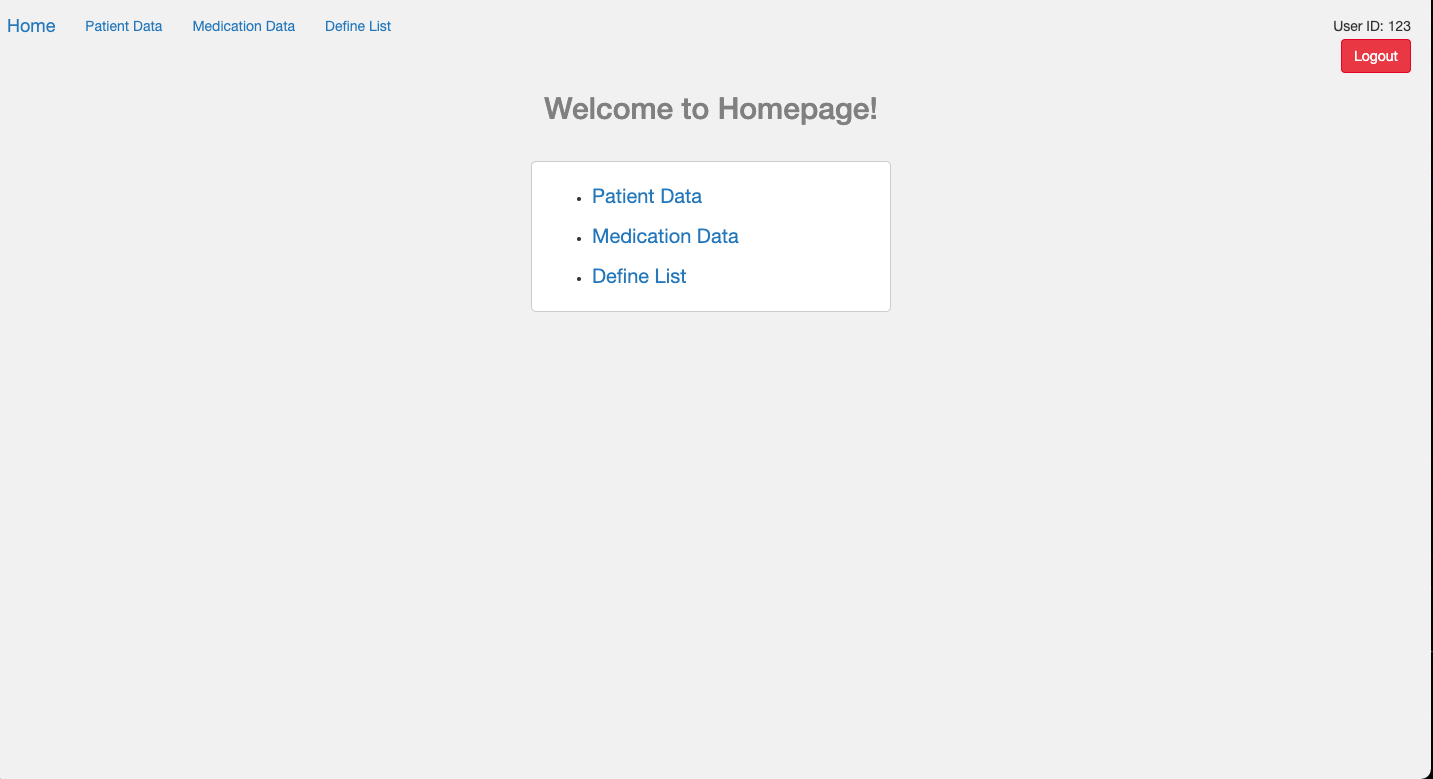 Home Patient Data Medication Data Define List User ID: 123
Logout
Welcome to Homepage!
Patient Data
Medication Data
Define List